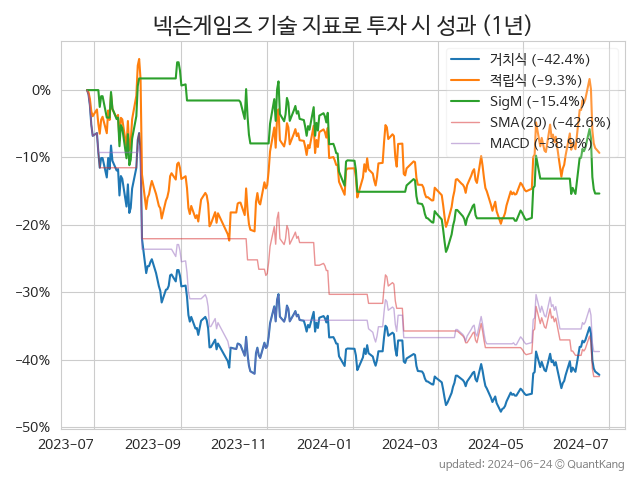 넥슨게임즈 기술 지표로 투자 시 성과 (1년)
거치식 (−42.4%)
적립식 (−9.3%)
SigM (−15.4%)
SMA(20) (−42.6%)
MACD (−38.9%)
0%
−10%
−20%
−30%
−40%
−50%
2023-07 2023-09 2023-11 2024-01 2024-03 2024-05 2024-07
updated: 2024-06-24 © QuantKang